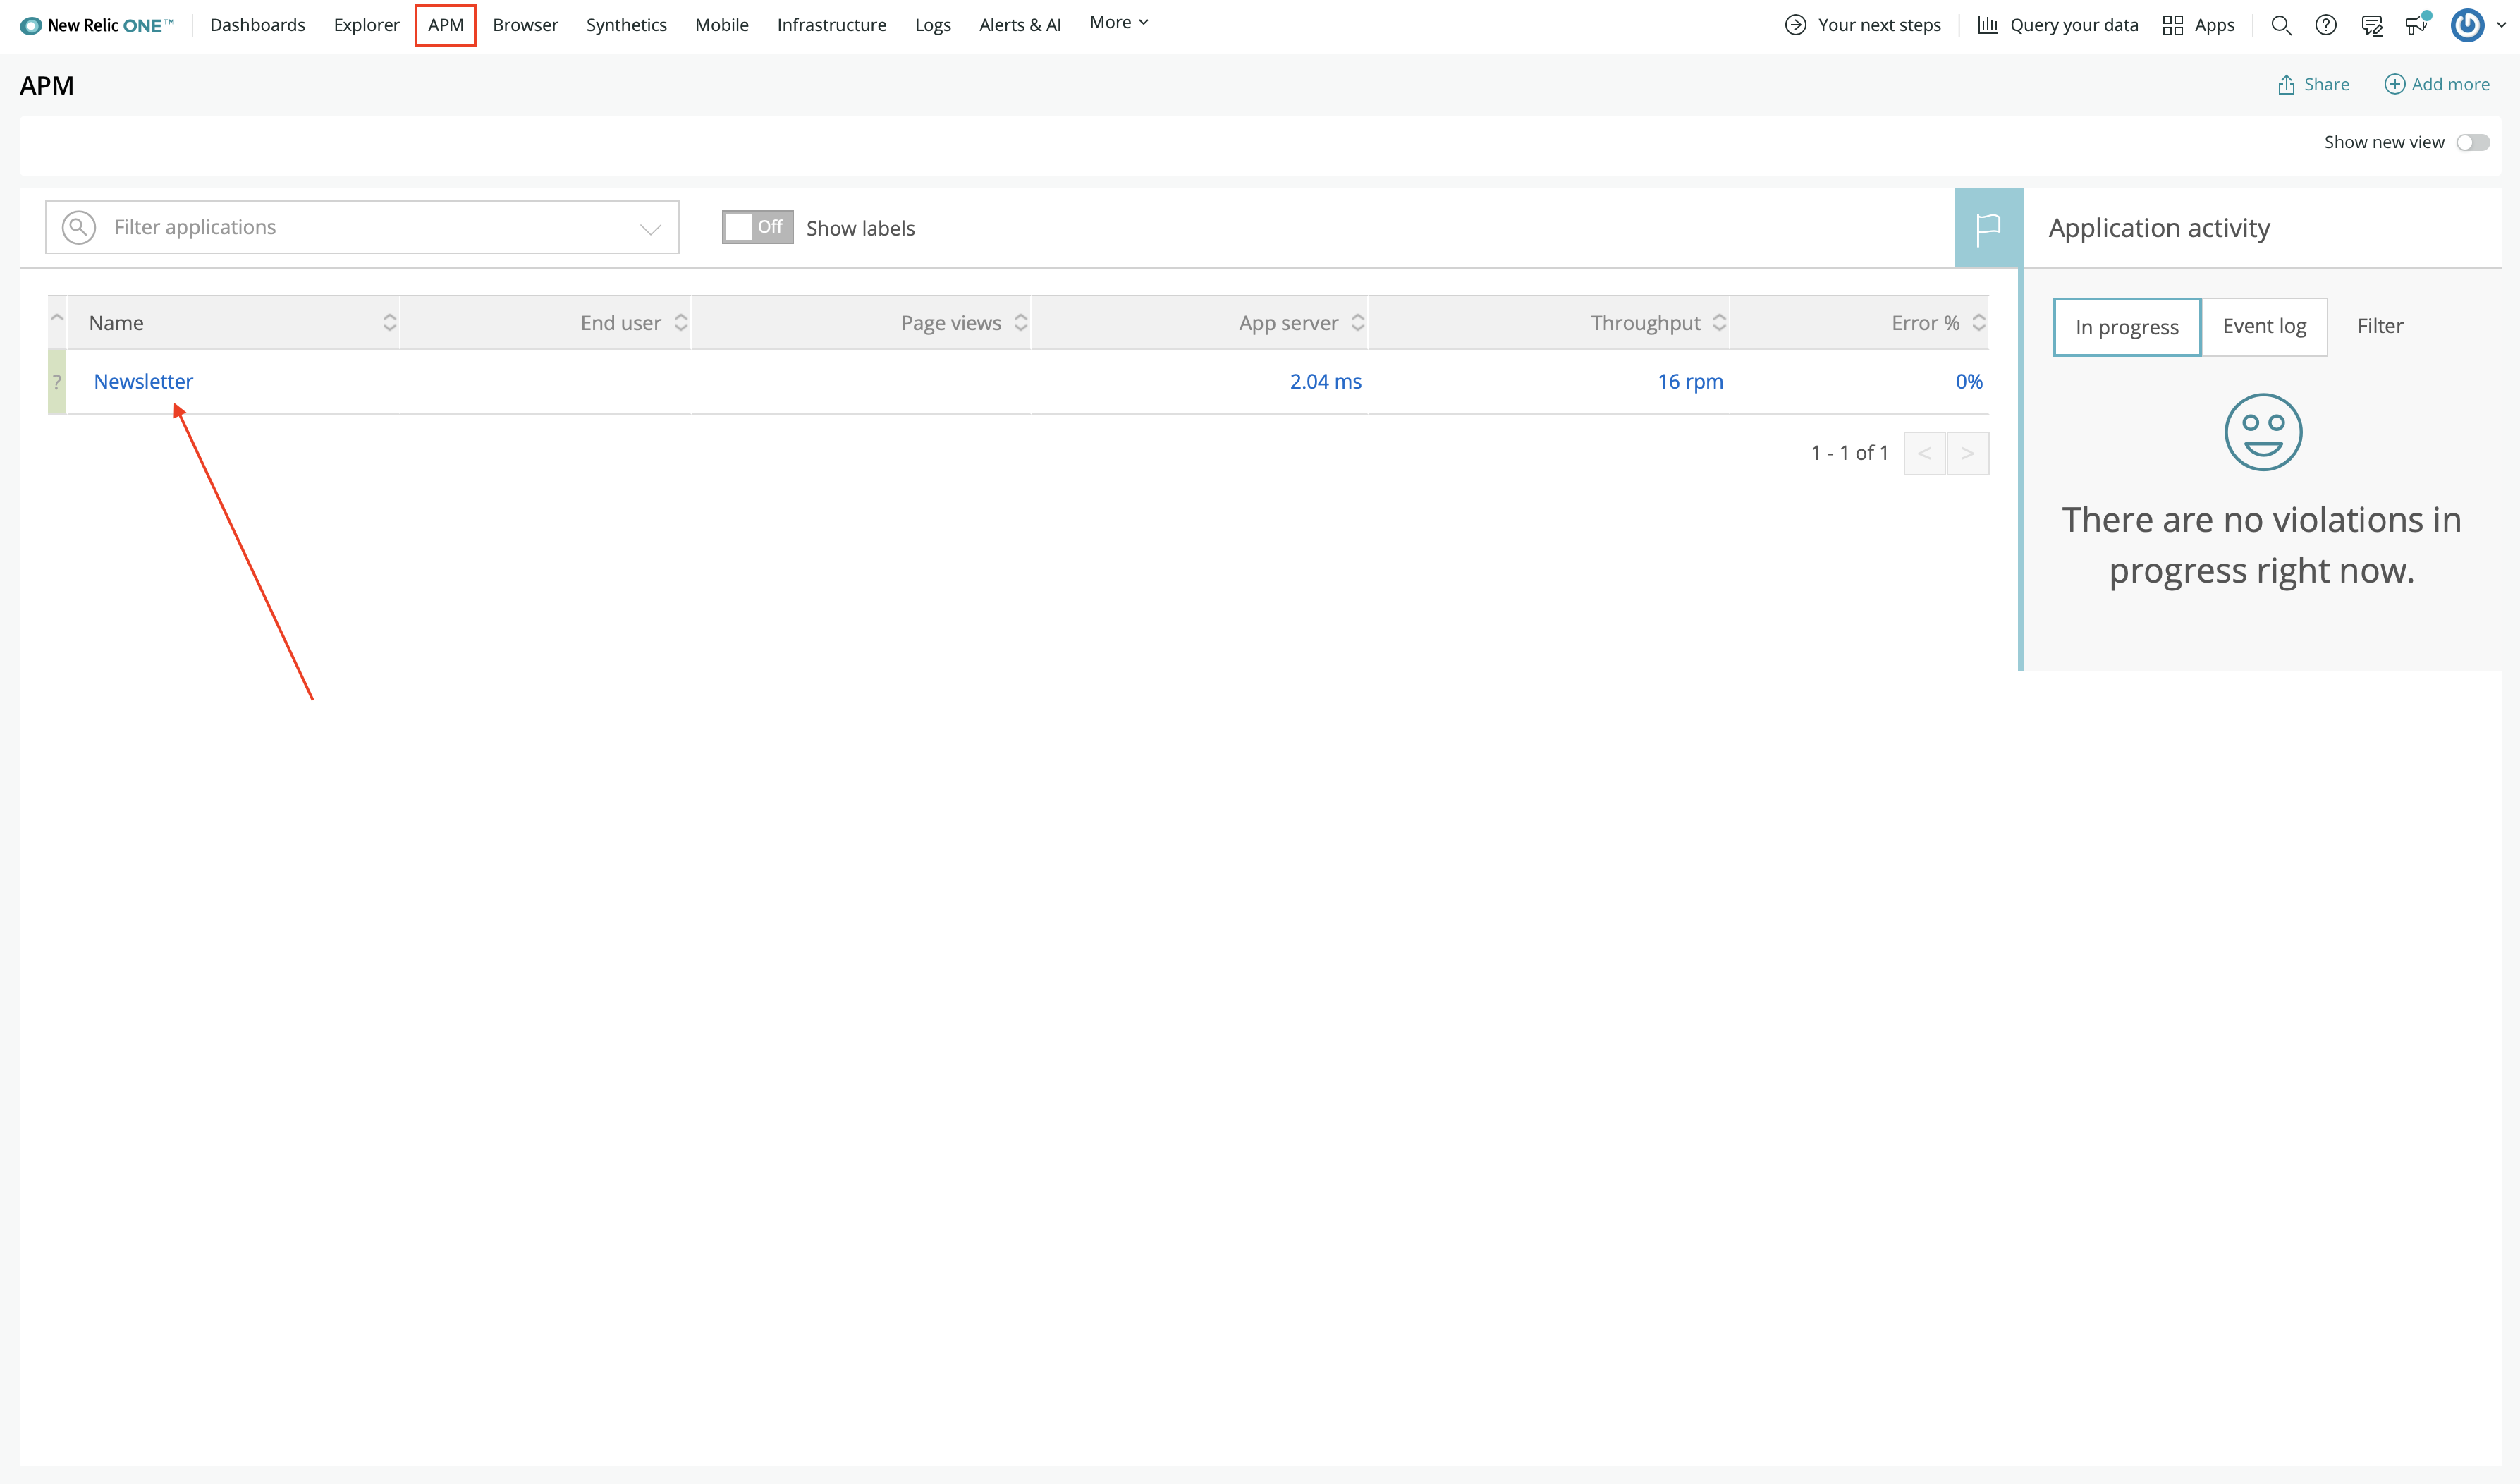 New Relic ONE™ Dashboards Explorer APM Browser Synthetics Mobile Infrastructure Logs Alerts & AI More Your next steps Query your data Apps
APM Share Add more
Show new view
Filter applications Off Show labels Application activity
Name End user Page views App server Throughput Error %
In progress Event log Filter
? Newsletter 2.04 ms 16 rpm 0%
1 - 1 of 1 < >
There are no violations in
progress right now.